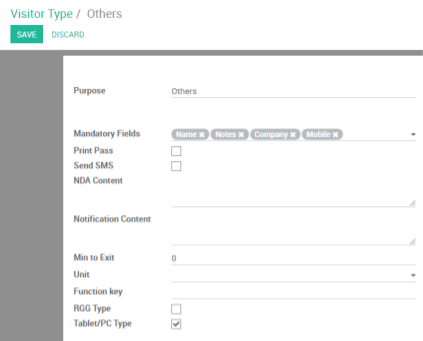 Visitor Type / Others
SAVE DISCARD
Purpose Others
Mandatory Fields Name × Notes × Company × Mobile ×
Print Pass
Send SMS
NDA Content
Notification Content
Min to Exit 0
Unit
Function key
RGG Type
Tablet/PC Type